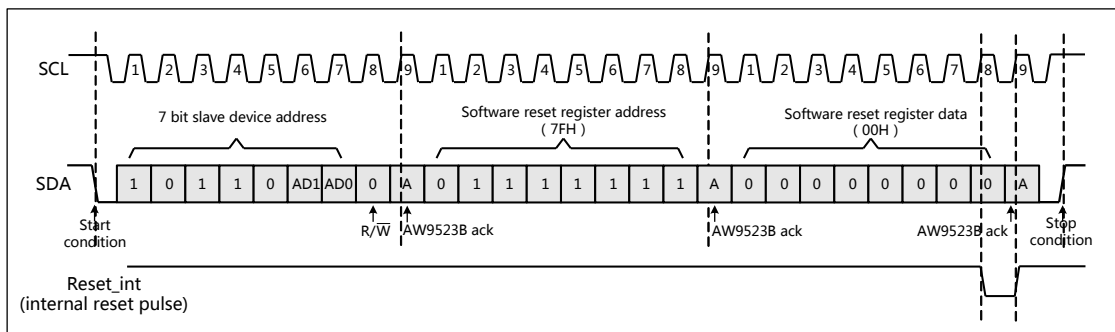 SCL
1 2 3 4 5 6 7 8 9 1 2 3 4 5 6 7 8 9 1 2 3 4 5 6 7 8 9
7 bit slave device address
Software reset register address
( 7FH )
Software reset register data
( 00H )
SDA
1 0 1 1 0 AD1 AD0 0 A 0 1 1 1 1 1 1 1 A 0 0 0 0 0 0 0 0 A
Start
condition
R/W̅
AW9523B ack
AW9523B ack
AW9523B ack
Stop
condition
Reset_int
(internal reset pulse)